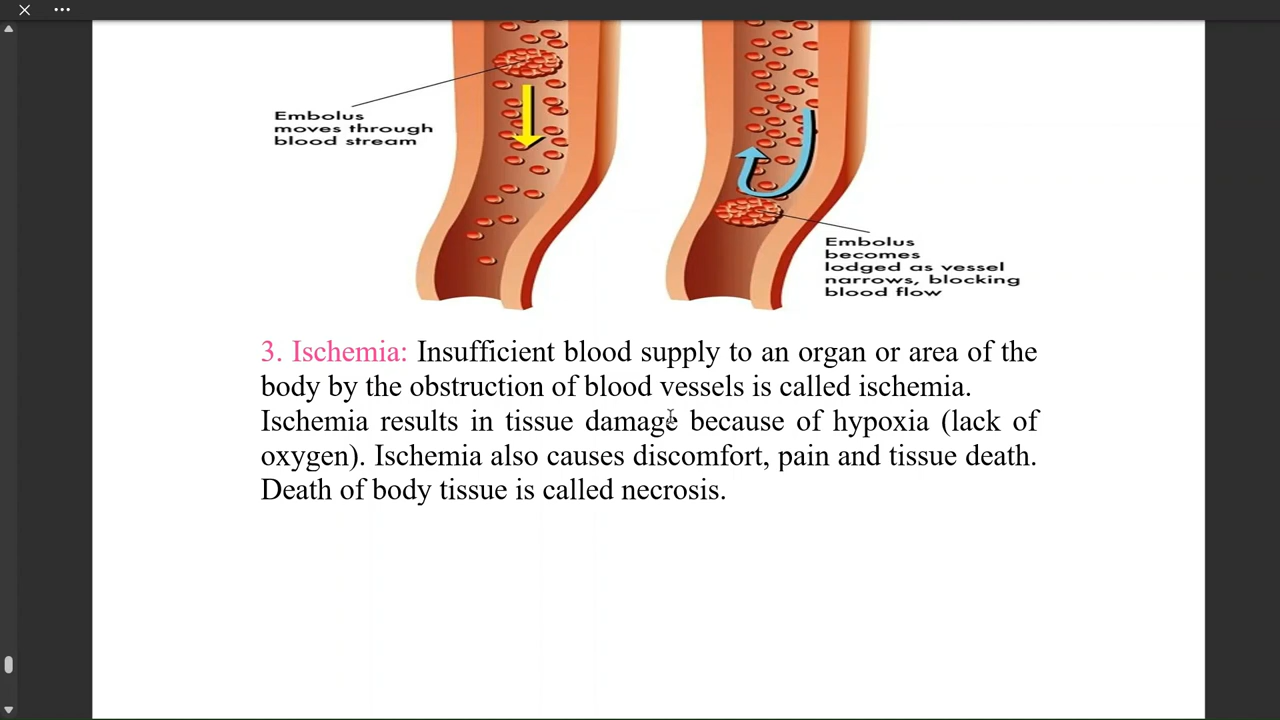 Embolus
moves through
blood stream
Embolus
becomes
lodged as vessel
narrows, blocking
blood flow
3. Ischemia: Insufficient blood supply to an organ or area of the
body by the obstruction of blood vessels is called ischemia.
Ischemia results in tissue damage because of hypoxia (lack of
oxygen). Ischemia also causes discomfort, pain and tissue death.
Death of body tissue is called necrosis.